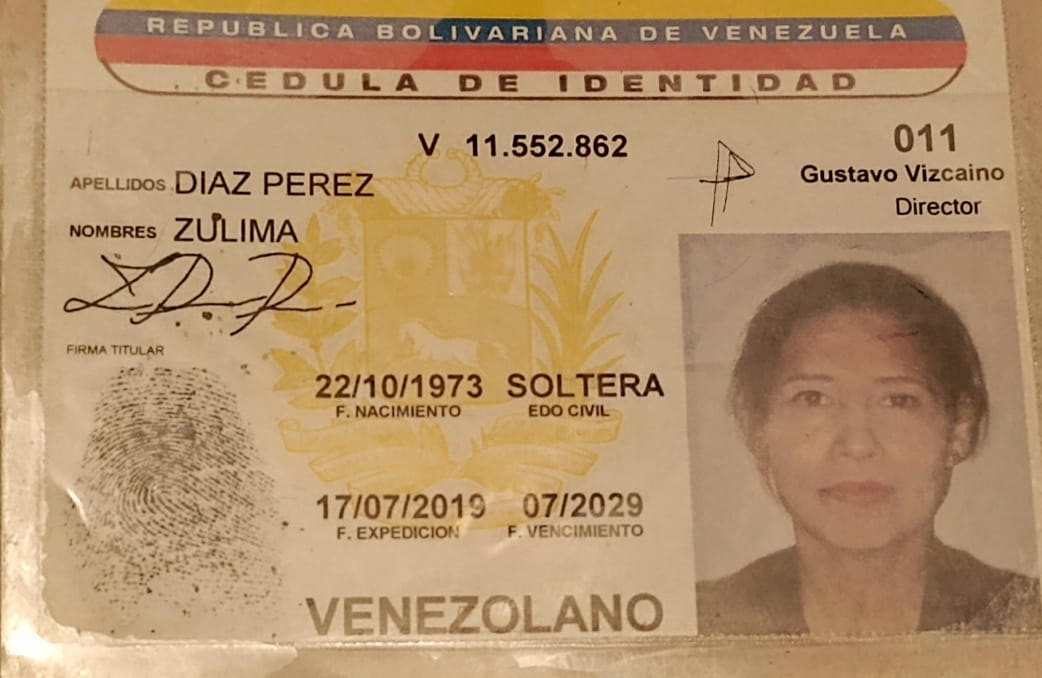 REPUBLICA BOLIVARIANA DE VENEZUELA
CEDULA DE IDENTIDAD
V 11.552.862
011
Gustavo Vizcaino
Director
APELLIDOS DIAZ PEREZ
NOMBRES ZULIMA
FIRMA TITULAR
22/10/1973 SOLTERA
F. NACIMIENTO EDO CIVIL
17/07/2019 07/2029
F. EXPEDICION F. VENCIMIENTO
VENEZOLANO